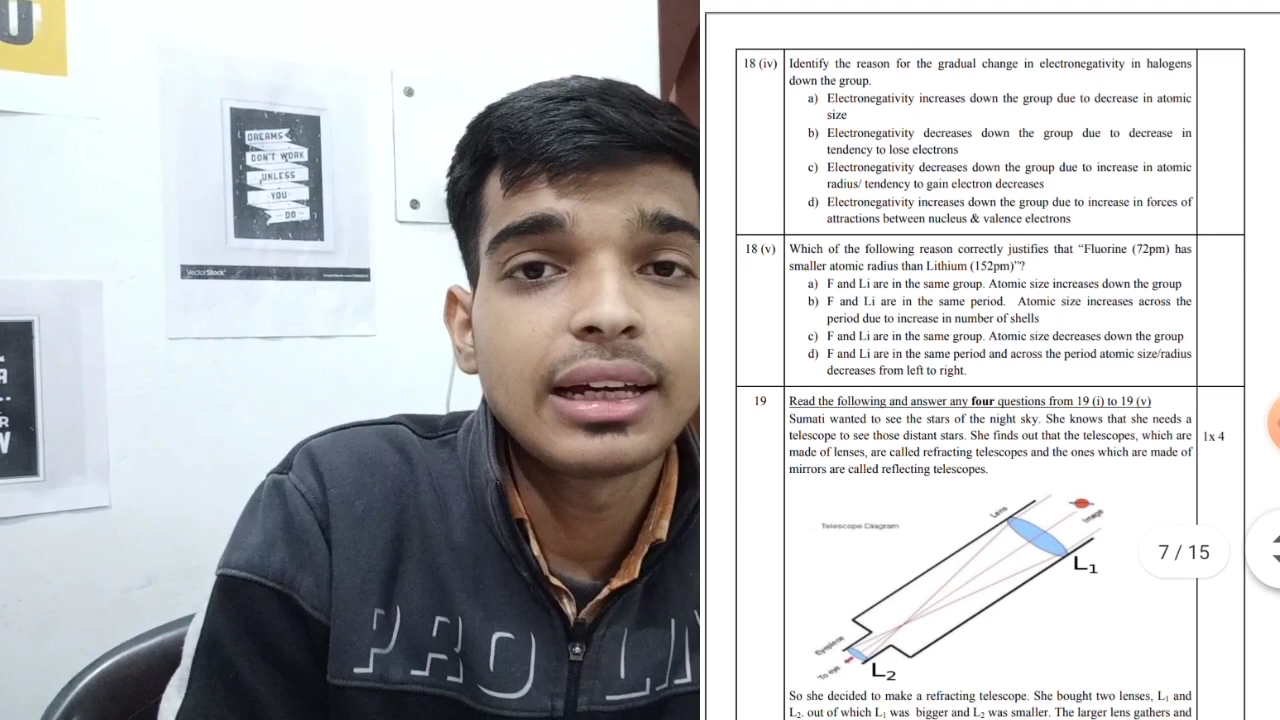 U
DREAMS
DON'T WORK
UNLESS
YOU
DO
VectorStock
W
PRO
18 (iv)
Identify the reason for the gradual change in electronegativity in halogens
down the group.
a) Electronegativity increases down the group due to decrease in atomic
size
b) Electronegativity decreases down the group due to decrease in
tendency to lose electrons
c) Electronegativity decreases down the group due to increase in atomic
radius/ tendency to gain electron decreases
d) Electronegativity increases down the group due to increase in forces of
attractions between nucleus & valence electrons
18 (v)
Which of the following reason correctly justifies that “Fluorine (72pm) has
smaller atomic radius than Lithium (152pm)”?
a) F and Li are in the same group. Atomic size increases down the group
b) F and Li are in the same period. Atomic size increases across the
period due to increase in number of shells
c) F and Li are in the same group. Atomic size decreases down the group
d) F and Li are in the same period and across the period atomic size/radius
decreases from left to right.
19
Read the following and answer any four questions from 19 (i) to 19 (v)
Sumati wanted to see the stars of the night sky. She knows that she needs a
telescope to see those distant stars. She finds out that the telescopes, which are
made of lenses, are called refracting telescopes and the ones which are made of
mirrors are called reflecting telescopes.
1x 4
Telescope Diagram
Lens
Image
L1
Eyepiece
To eye
L2
7 / 15
So she decided to make a refracting telescope. She bought two lenses, L1 and
L2, out of which L1 was bigger and L2 was smaller. The larger lens gathers and